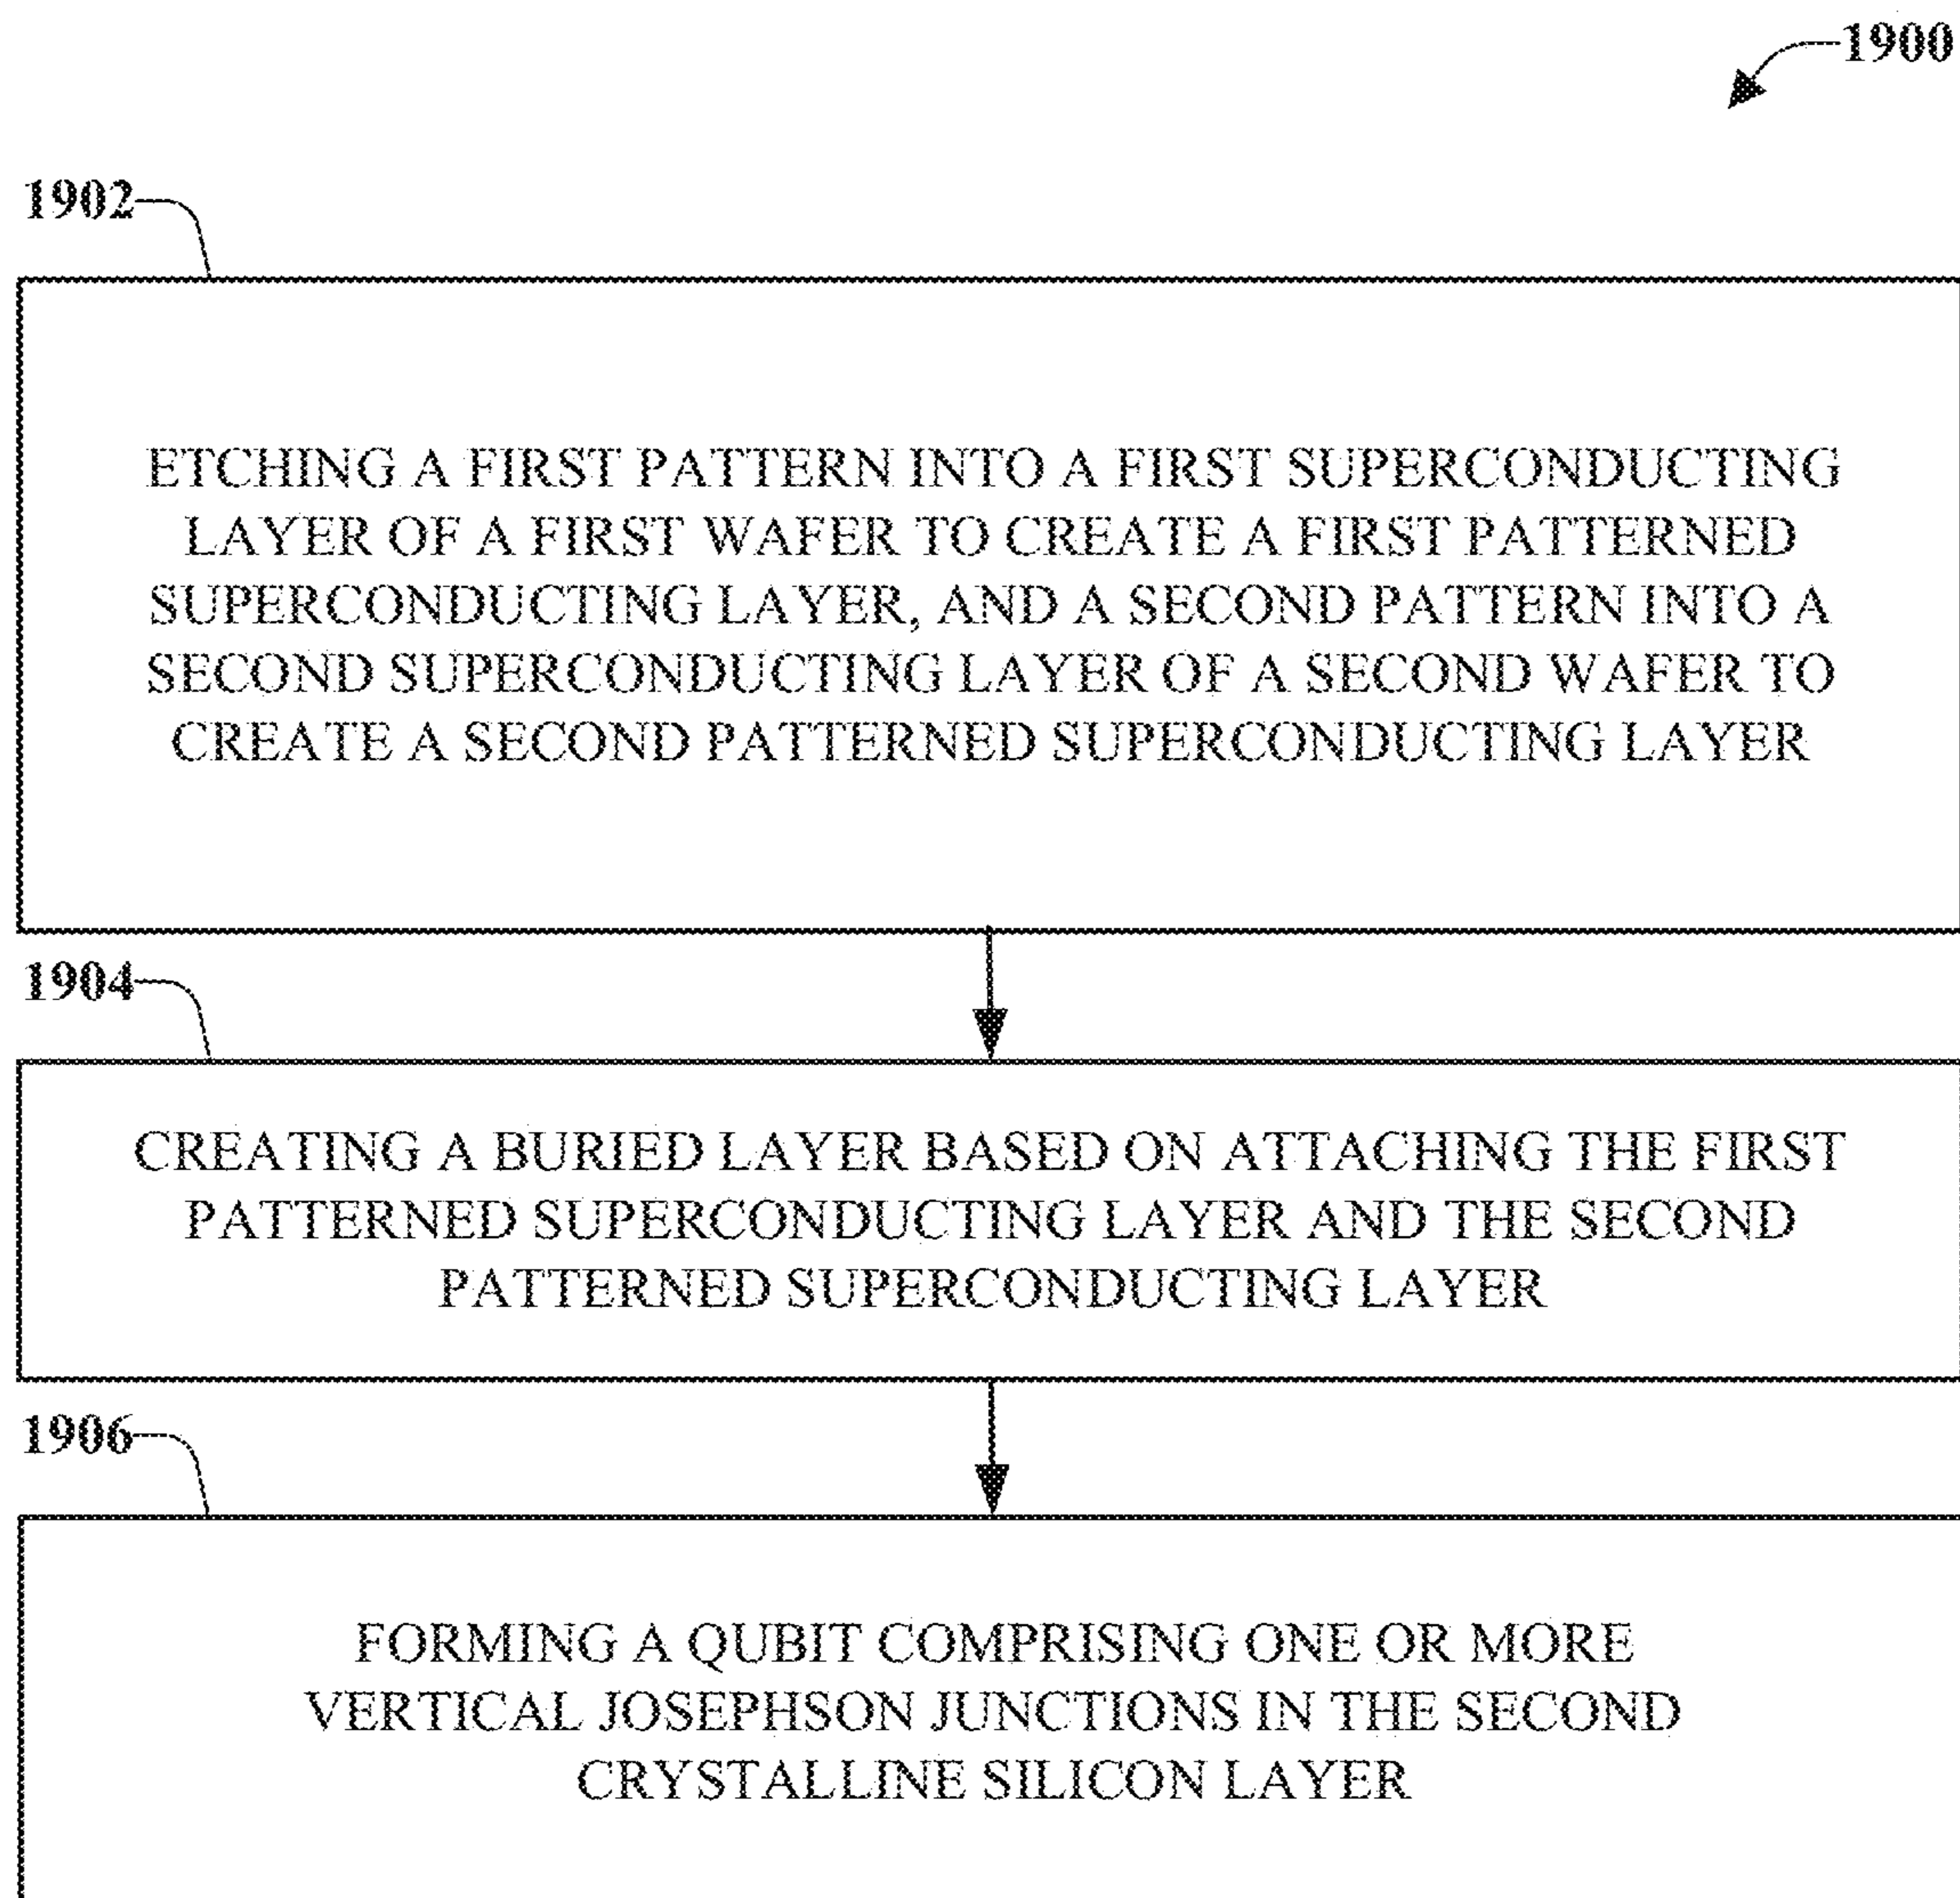 1900
1902
ETCHING A FIRST PATTERN INTO A FIRST SUPERCONDUCTING
LAYER OF A FIRST WAFER TO CREATE A FIRST PATTERNED
SUPERCONDUCTING LAYER, AND A SECOND PATTERN INTO A
SECOND SUPERCONDUCTING LAYER OF A SECOND WAFER TO
CREATE A SECOND PATTERNED SUPERCONDUCTING LAYER
1904
CREATING A BURIED LAYER BASED ON ATTACHING THE FIRST
PATTERNED SUPERCONDUCTING LAYER AND THE SECOND
PATTERNED SUPERCONDUCTING LAYER
1906
FORMING A QUBIT COMPRISING ONE OR MORE
VERTICAL JOSEPHSON JUNCTIONS IN THE SECOND
CRYSTALLINE SILICON LAYER